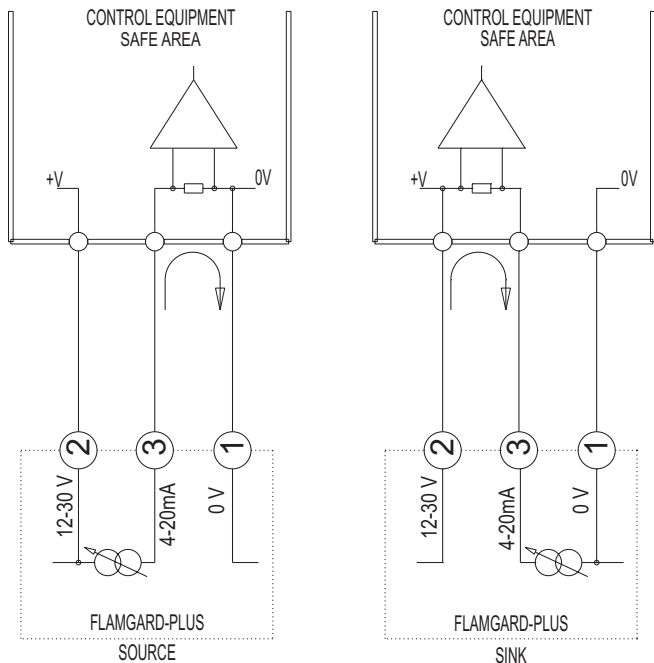 CONTROL EQUIPMENT
SAFE AREA
+V
0V
2
3
1
12-30 V
4-20mA
0 V
FLAMGARD-PLUS
SOURCE
CONTROL EQUIPMENT
SAFE AREA
+V
0V
2
3
1
12-30 V
4-20mA
0 V
FLAMGARD-PLUS
SINK